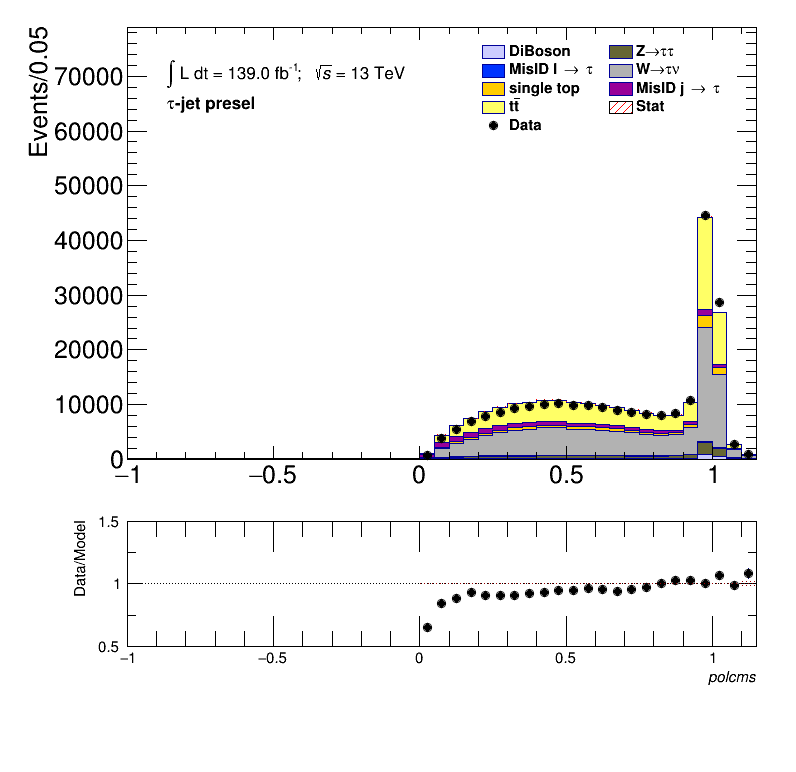 Events/0.05
70000
60000
50000
40000
30000
20000
10000
0
∫ L dt = 139.0 fb⁻¹; √s = 13 TeV
τ-jet presel
DiBoson
Z→ττ
MisID l → τ
W→τν
single top
MisID j → τ
tt̄
Stat
Data
−1 −0.5 0 0.5 1
Data/Model
1.5
1
0.5
−1 −0.5 0 0.5 1
polcms